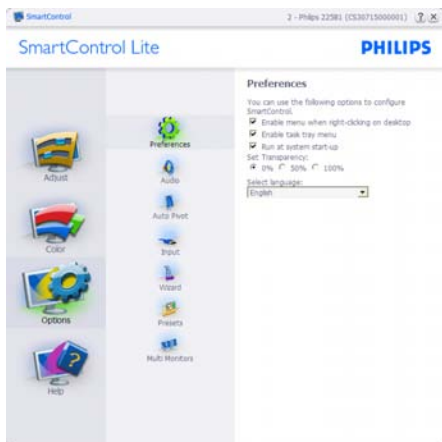 SmartControl
2 - Philips 225B1 (CS30715000001)
?
SmartControl Lite
PHILIPS
Adjust
Color
Options
Help
Preferences
Audio
Auto Pivot
Input
Wizard
Presets
Multi Monitors
Preferences
You can use the following options to configure
SmartControl.
Enable menu when right-clicking on desktop
Enable task tray menu
Run at system start-up
Set Transparency:
0% 50% 100%
Select language:
English